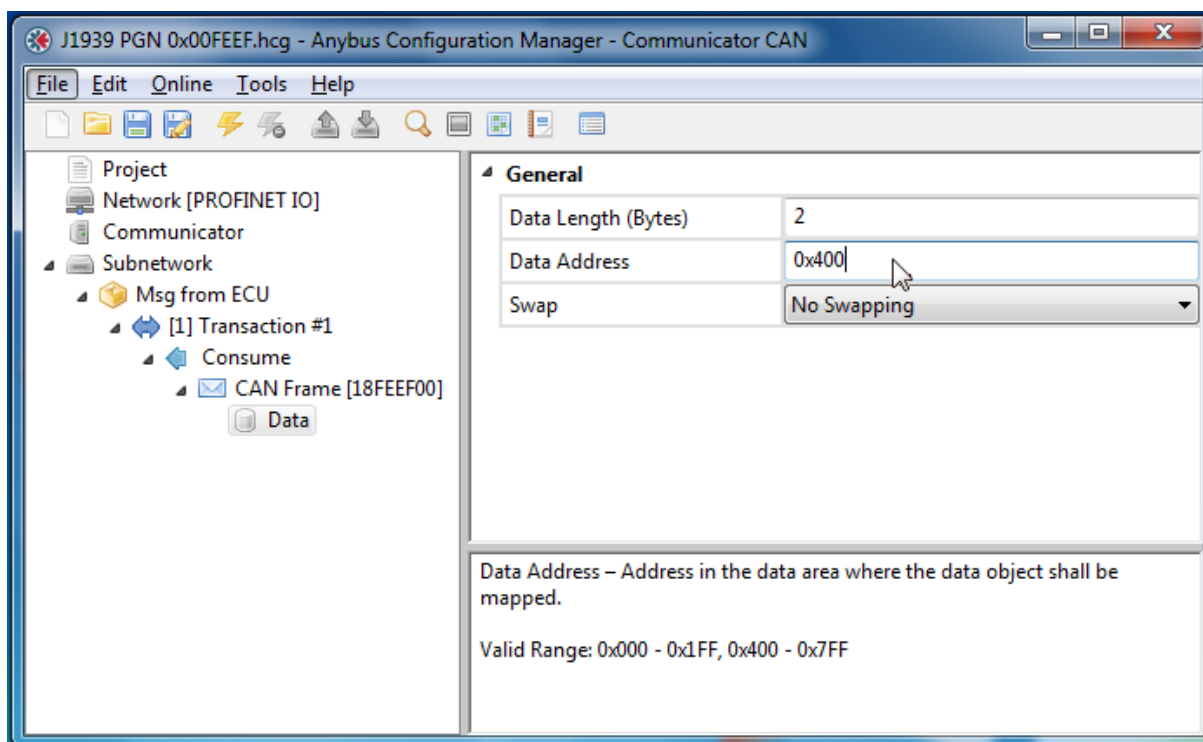 J1939 PGN 0x00FEEF.hcg - Anybus Configuration Manager - Communicator CAN
File Edit Online Tools Help
Project
Network [PROFINET IO]
Communicator
Subnetwork
Msg from ECU
[1] Transaction #1
Consume
CAN Frame [18FEEF00]
Data
General
Data Length (Bytes) 2
Data Address 0x400
Swap No Swapping
Data Address – Address in the data area where the data object shall be
mapped.
Valid Range: 0x000 - 0x1FF, 0x400 - 0x7FF